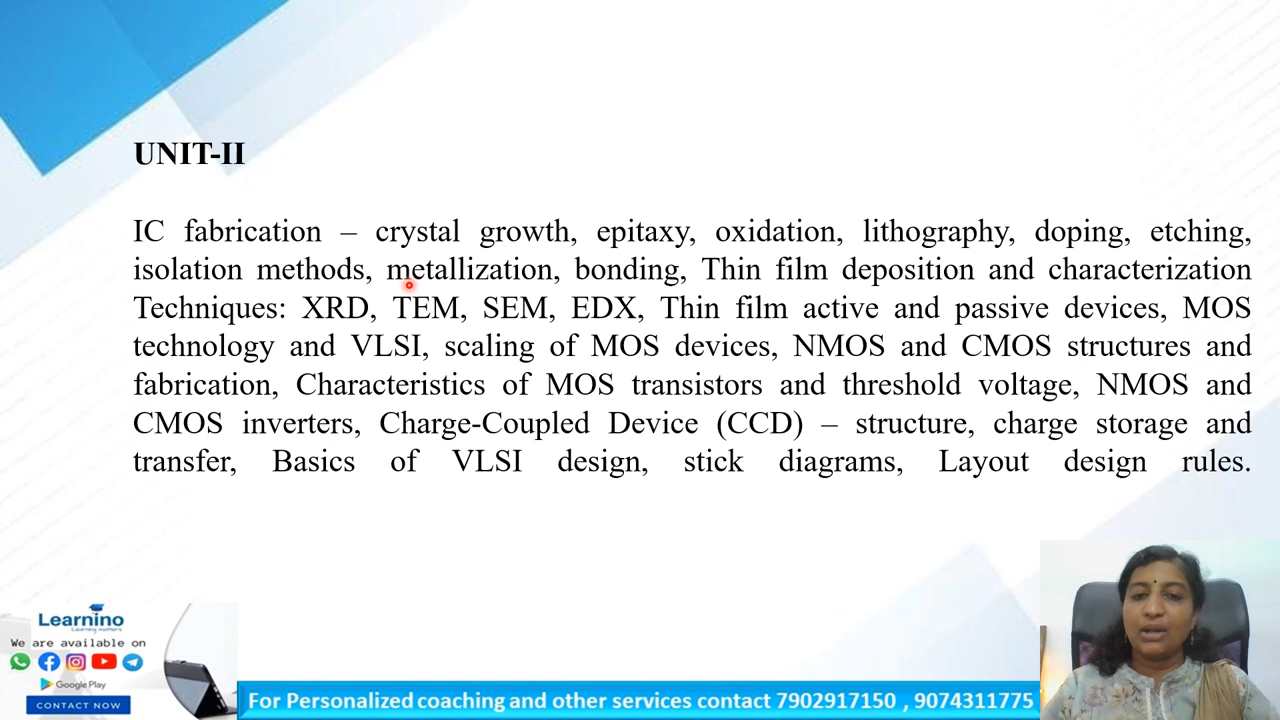 UNIT-II
IC fabrication – crystal growth, epitaxy, oxidation, lithography, doping, etching,
isolation methods, metallization, bonding, Thin film deposition and characterization
Techniques: XRD, TEM, SEM, EDX, Thin film active and passive devices, MOS
technology and VLSI, scaling of MOS devices, NMOS and CMOS structures and
fabrication, Characteristics of MOS transistors and threshold voltage, NMOS and
CMOS inverters, Charge-Coupled Device (CCD) – structure, charge storage and
transfer, Basics of VLSI design, stick diagrams, Layout design rules.
Learnino
Learning matters
We are available on
Google Play
CONTACT NOW
For Personalized coaching and other services contact 7902917150 , 9074311775